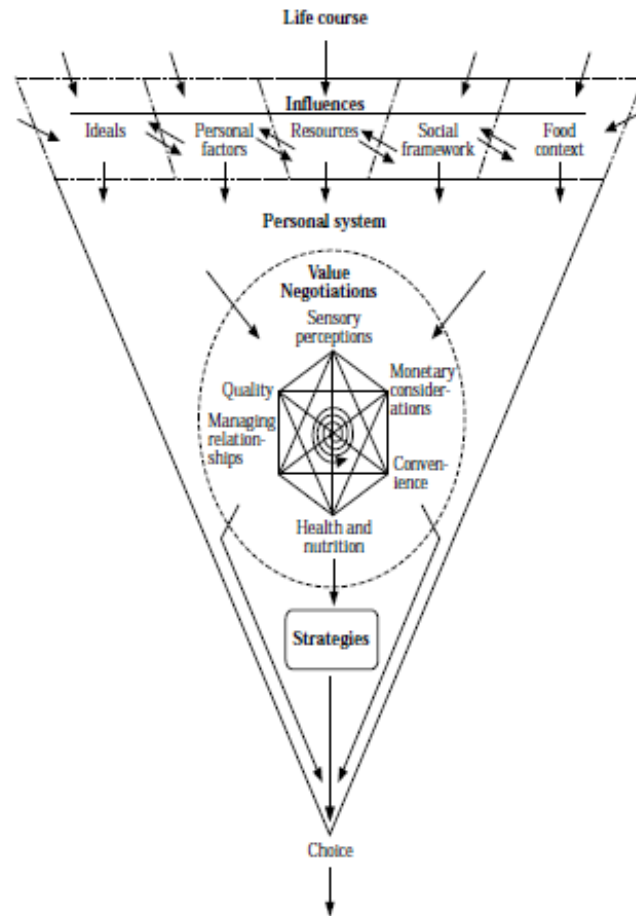 Life course
Influences
Ideals
Personal
factors
Resources
Social
framework
Food
context
Personal system
Value
Negotiations
Sensory
perceptions
Quality
Monetary
consider-
ations
Managing
relation-
ships
Conven-
ience
Health and
nutrition
Strategies
Choice